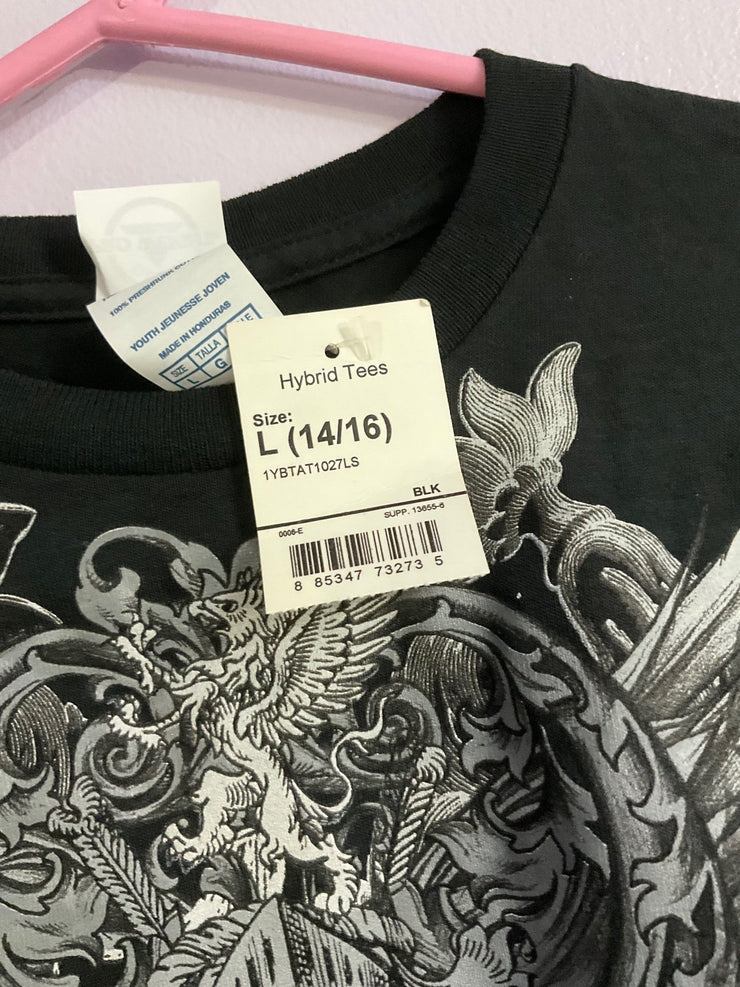 100% PRESHRUNK
YOUTH JEUNESSE JOVEN
MADE IN HONDURAS
SIZE TALLA
L G
Hybrid Tees
Size:
L (14/16)
1YBTAT1027LS
BLK
0006-E SUPP. 13655-6
8 85347 73273 5